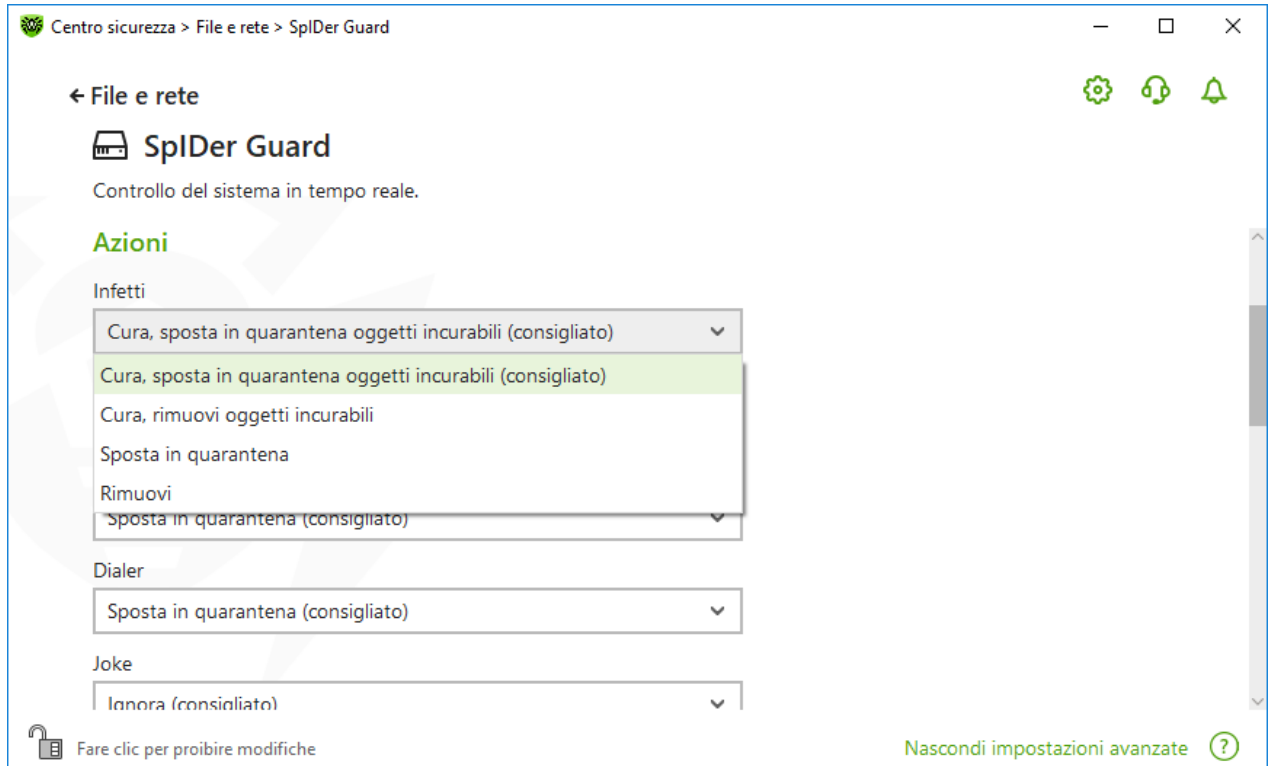 Centro sicurezza > File e rete > SpIDer Guard
File e rete
SpIDer Guard
Controllo del sistema in tempo reale.
Azioni
Infetti
Cura, sposta in quarantena oggetti incurabili (consigliato)
Cura, sposta in quarantena oggetti incurabili (consigliato)
Cura, rimuovi oggetti incurabili
Sposta in quarantena
Rimuovi
Sposta in quarantena (consigliato)
Dialer
Sposta in quarantena (consigliato)
Joke
Ignora (consigliato)
Fare clic per proibire modifiche
Nascondi impostazioni avanzate ?